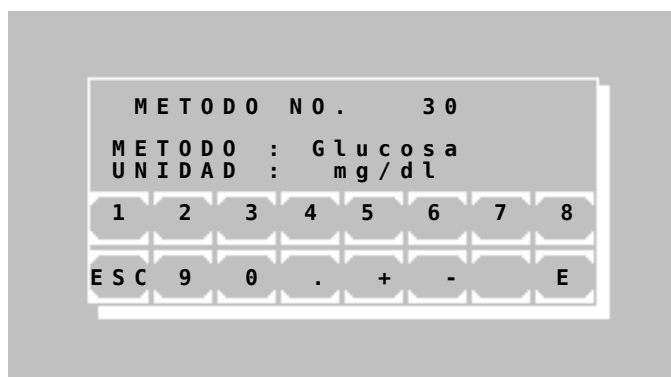 METODO NO. 30
METODO : Glucosa
UNIDAD : mg/dl
1 2 3 4 5 6 7 8
ESC 9 0 . + - E